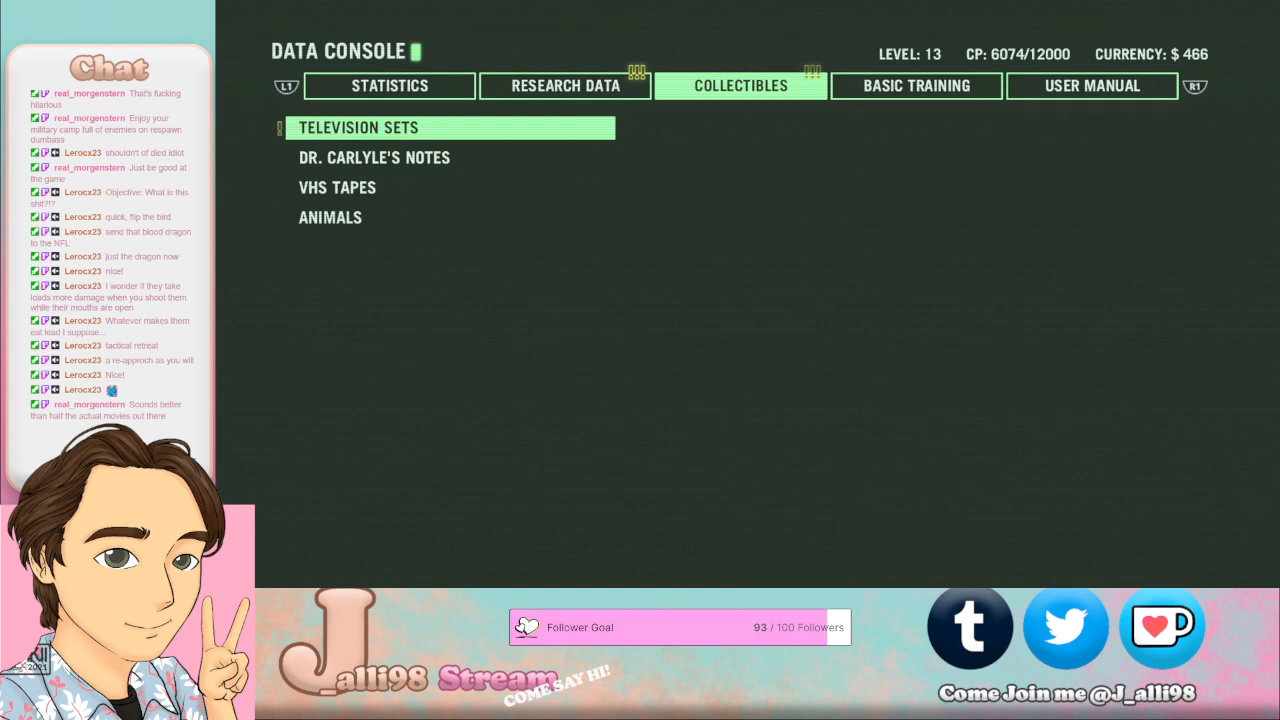 Chat
real_morgenstern That's fucking
hilarious
real_morgenstern Enjoy your
military camp full of enemies on respawn
dumbass
Lerocx23 shouldn't of died idiot
real_morgenstern Just be good at
the game
Lerocx23 Objective: What is this
shit?!?
Lerocx23 quick, flip the bird
Lerocx23 send that blood dragon
to the NFL
Lerocx23 just the dragon now
Lerocx23 nice!
Lerocx23 I wonder if they take
loads more damage when you shoot them
while their mouths are open
Lerocx23 Whatever makes them
eat lead I suppose...
Lerocx23 tactical retreat
Lerocx23 a re-approch as you will
Lerocx23 Nice!
Lerocx23
real_morgenstern Sounds better
than half the actual movies out there
DATA CONSOLE
LEVEL: 13 CP: 6074/12000 CURRENCY: $ 466
L1 STATISTICS RESEARCH DATA COLLECTIBLES BASIC TRAINING USER MANUAL R1
TELEVISION SETS
DR. CARLYLE'S NOTES
VHS TAPES
ANIMALS
2021
J_alli98 Stream
COME SAY HI!
Follower Goal 93 / 100 Followers
t
Come Join me @J_alli98